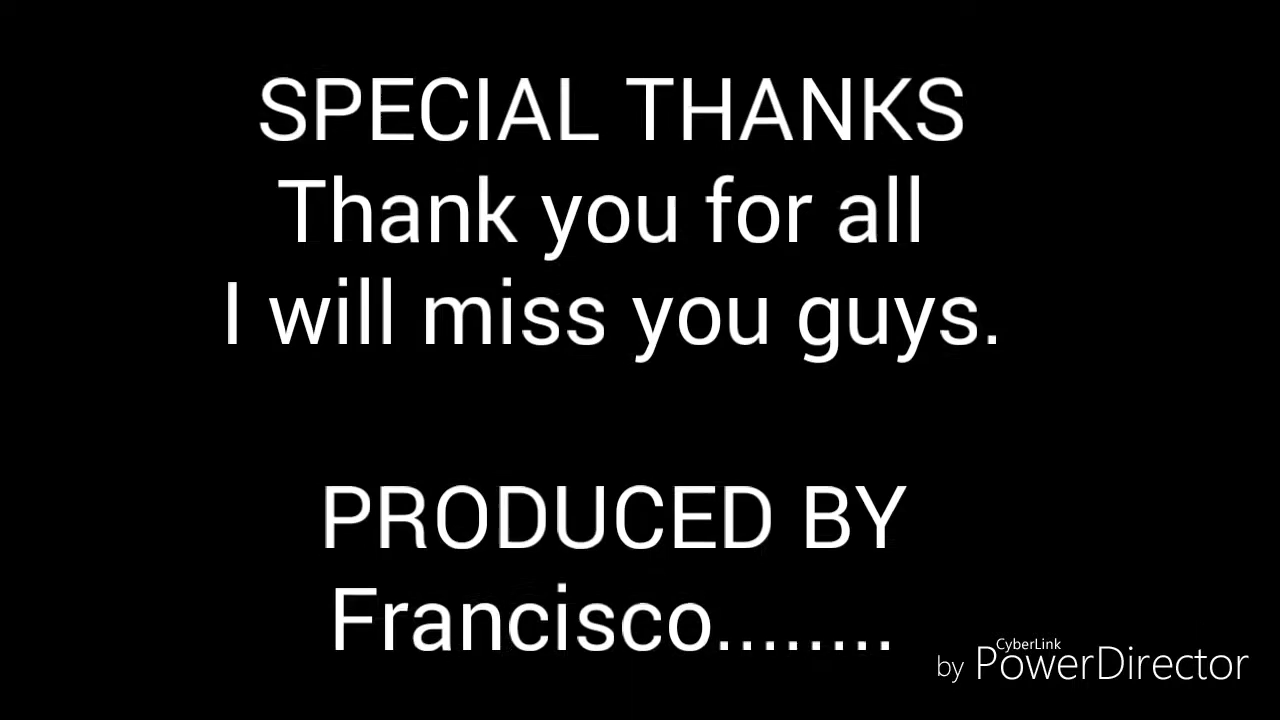 SPECIAL THANKS
Thank you for all
I will miss you guys.
PRODUCED BY
Francisco........
CyberLink
by PowerDirector